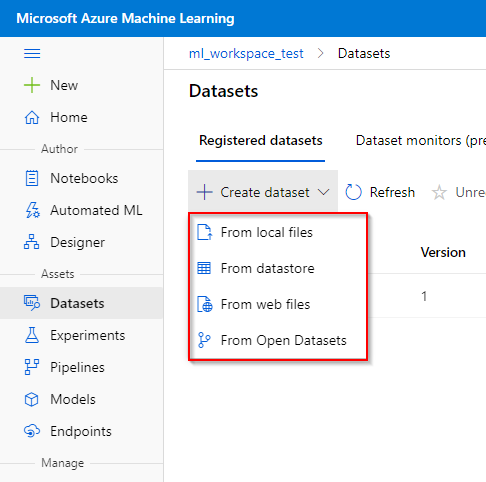 Microsoft Azure Machine Learning
ml_workspace_test > Datasets
New
Home
Author
Notebooks
Automated ML
Designer
Assets
Datasets
Experiments
Pipelines
Models
Endpoints
Manage
Datasets
Registered datasets Dataset monitors (pre
Create dataset Refresh Unre
From local files
From datastore
From web files
From Open Datasets
Version
1